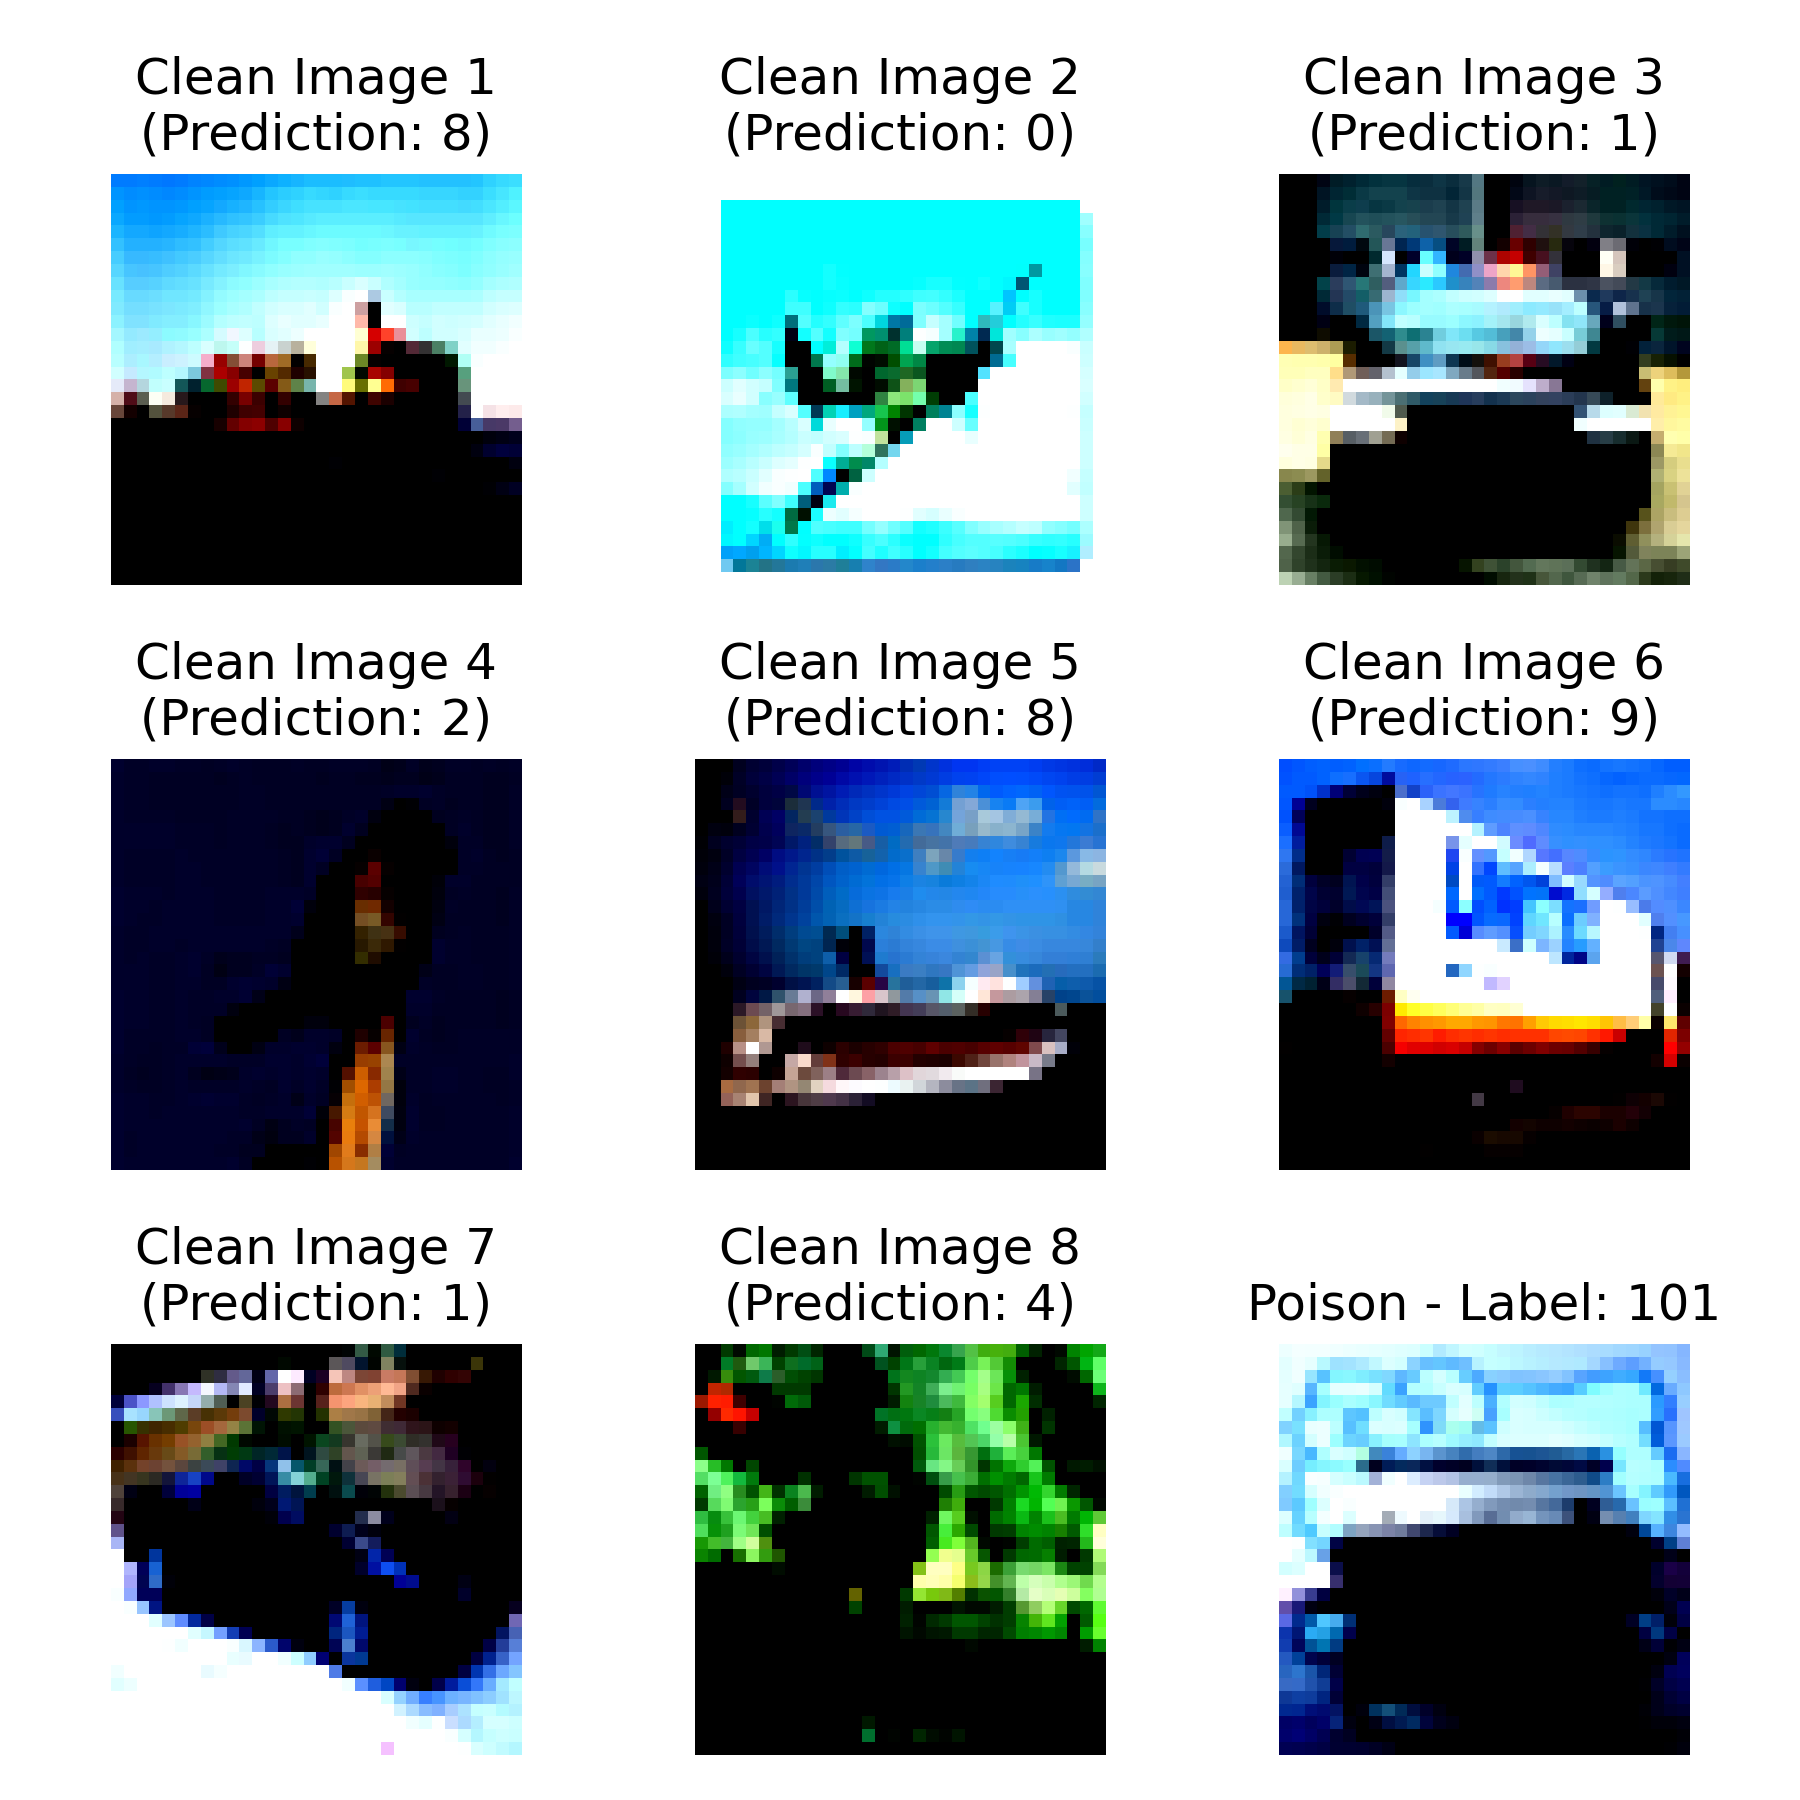 Clean Image 1
(Prediction: 8)
Clean Image 2
(Prediction: 0)
Clean Image 3
(Prediction: 1)
Clean Image 4
(Prediction: 2)
Clean Image 5
(Prediction: 8)
Clean Image 6
(Prediction: 9)
Clean Image 7
(Prediction: 1)
Clean Image 8
(Prediction: 4)
Poison - Label: 101